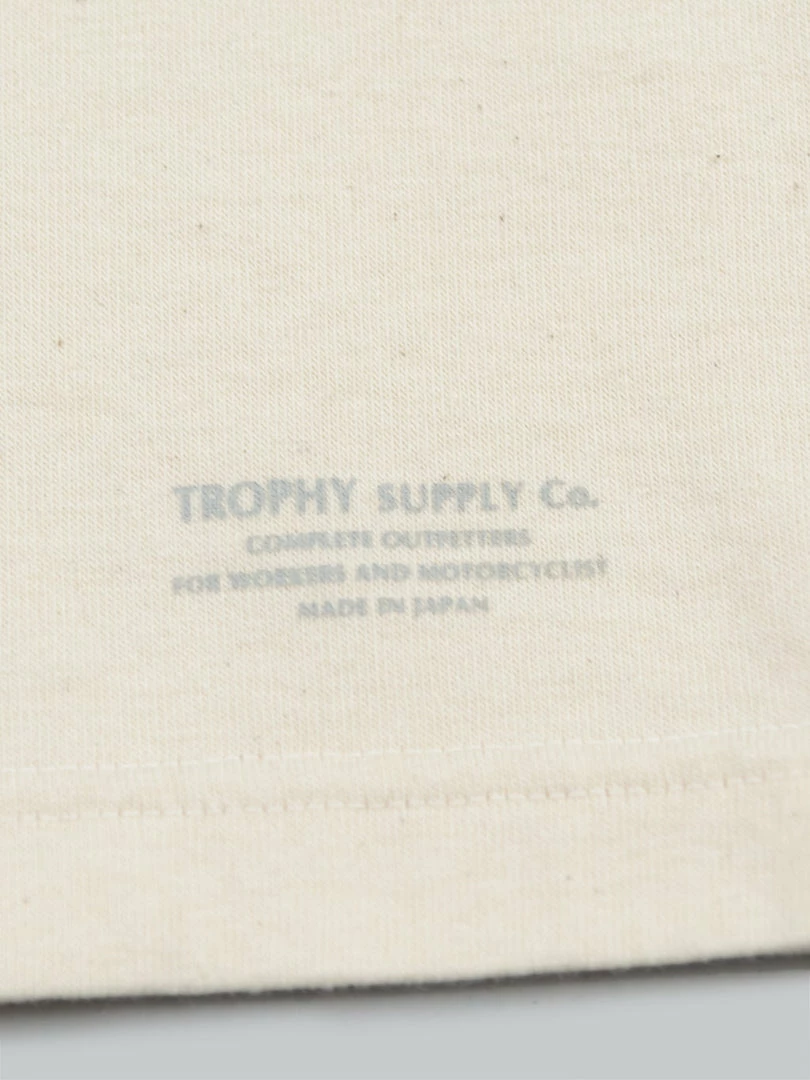 TROPHY SUPPLY Co.
COMPLETE OUTFITTERS
FOR WORKERS AND MOTORCYCLIST
MADE IN JAPAN